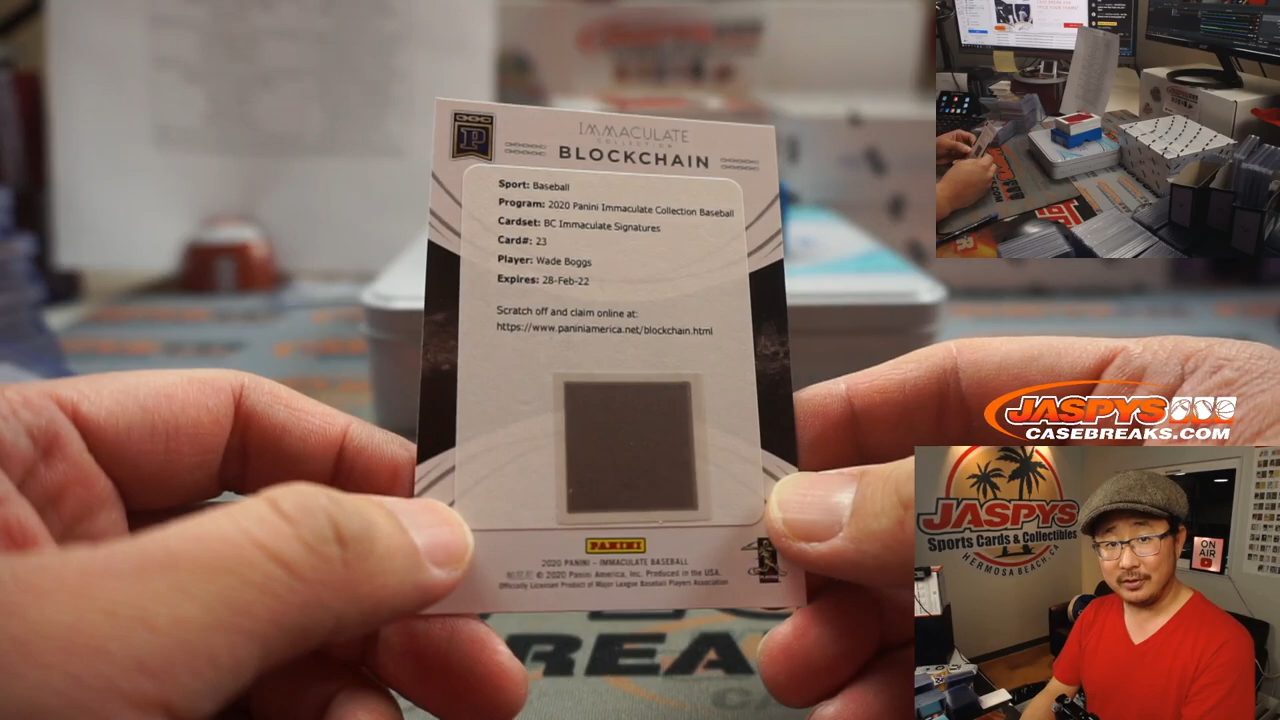 IMMACULATE
COLLECTION
BLOCKCHAIN
P
Sport: Baseball
Program: 2020 Panini Immaculate Collection Baseball
Cardset: BC Immaculate Signatures
Card#: 23
Player: Wade Boggs
Expires: 28-Feb-22
Scratch off and claim online at:
https://www.paniniamerica.net/blockchain.html
PANINI
2020 PANINI - IMMACULATE BASEBALL
© 2020 Panini America, Inc. Produced in the USA.
Officially Licensed Product of Major League Baseball Players Association
REA
JASPYS
CASEBREAKS.COM
JASPYS
Sports Cards & Collectibles
HERMOSA BEACH, CA
ON
AIR